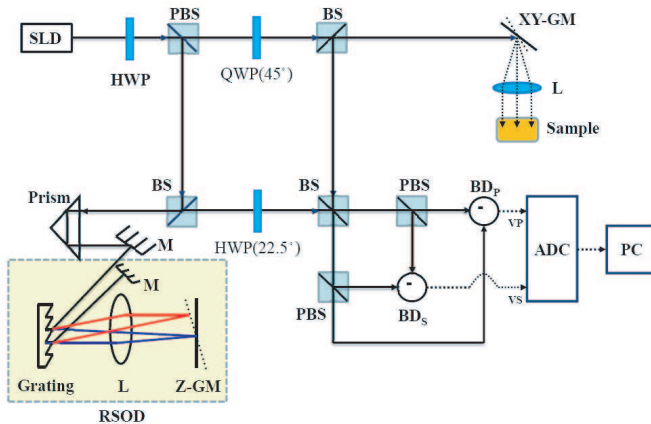 PBS
BS
XY-GM
SLD
HWP
QWP(45°)
L
Sample
Prism
BS
BS
PBS
BD_P
M
HWP(22.5°)
VP
ADC
PC
M
VS
PBS
BD_S
Grating
L
Z-GM
RSOD